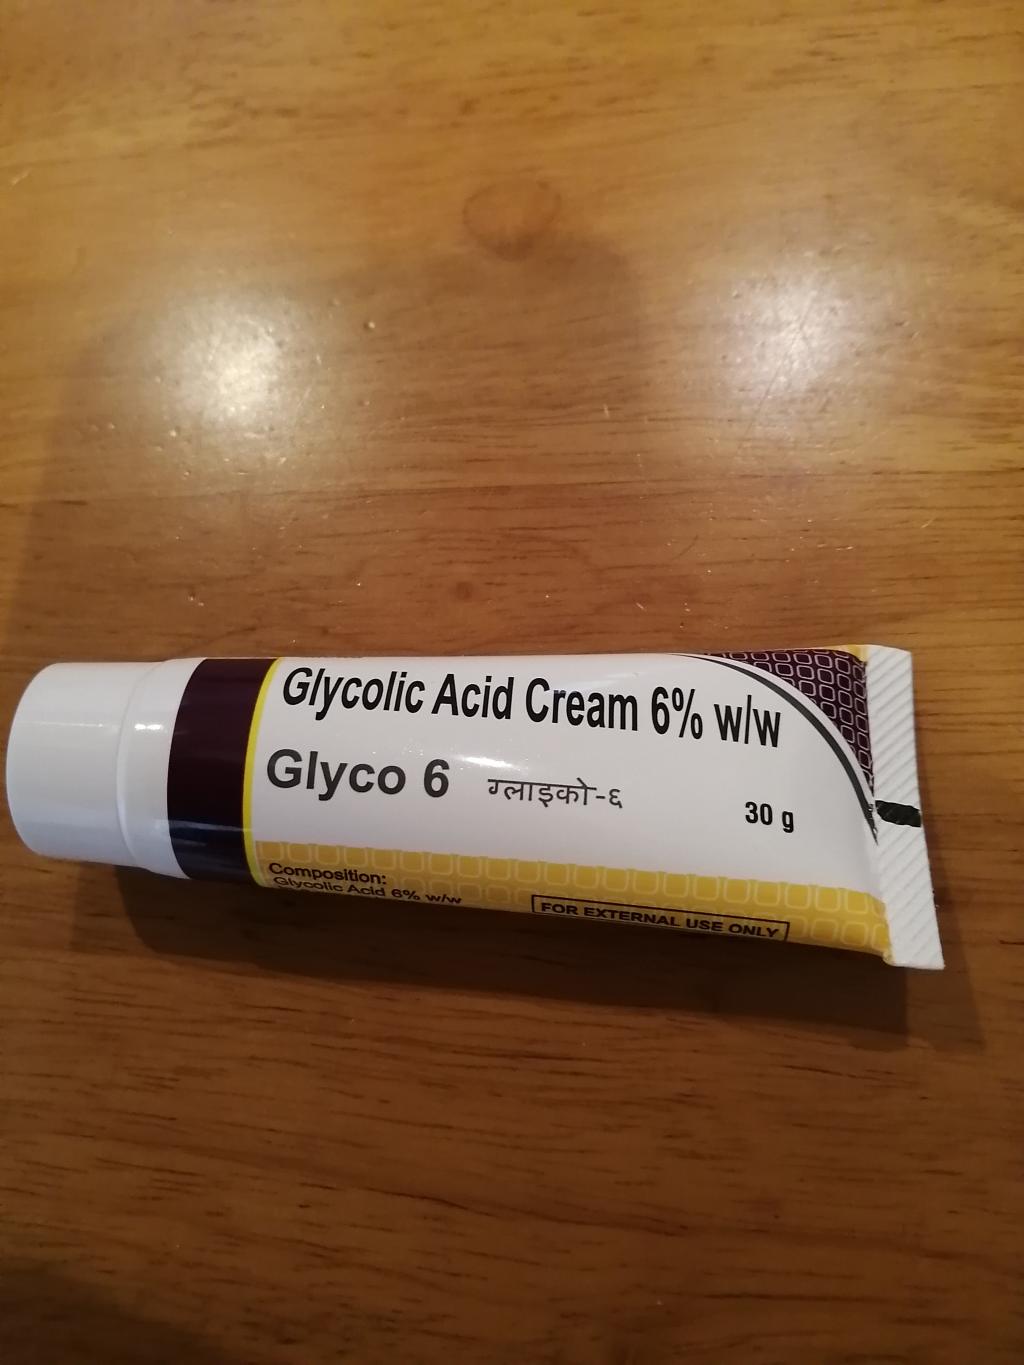 Glycolic Acid Cream 6% w/w
Glyco 6 ग्लाइको-६
30 g
Composition:
Glycolic Acid 6% w/w
FOR EXTERNAL USE ONLY